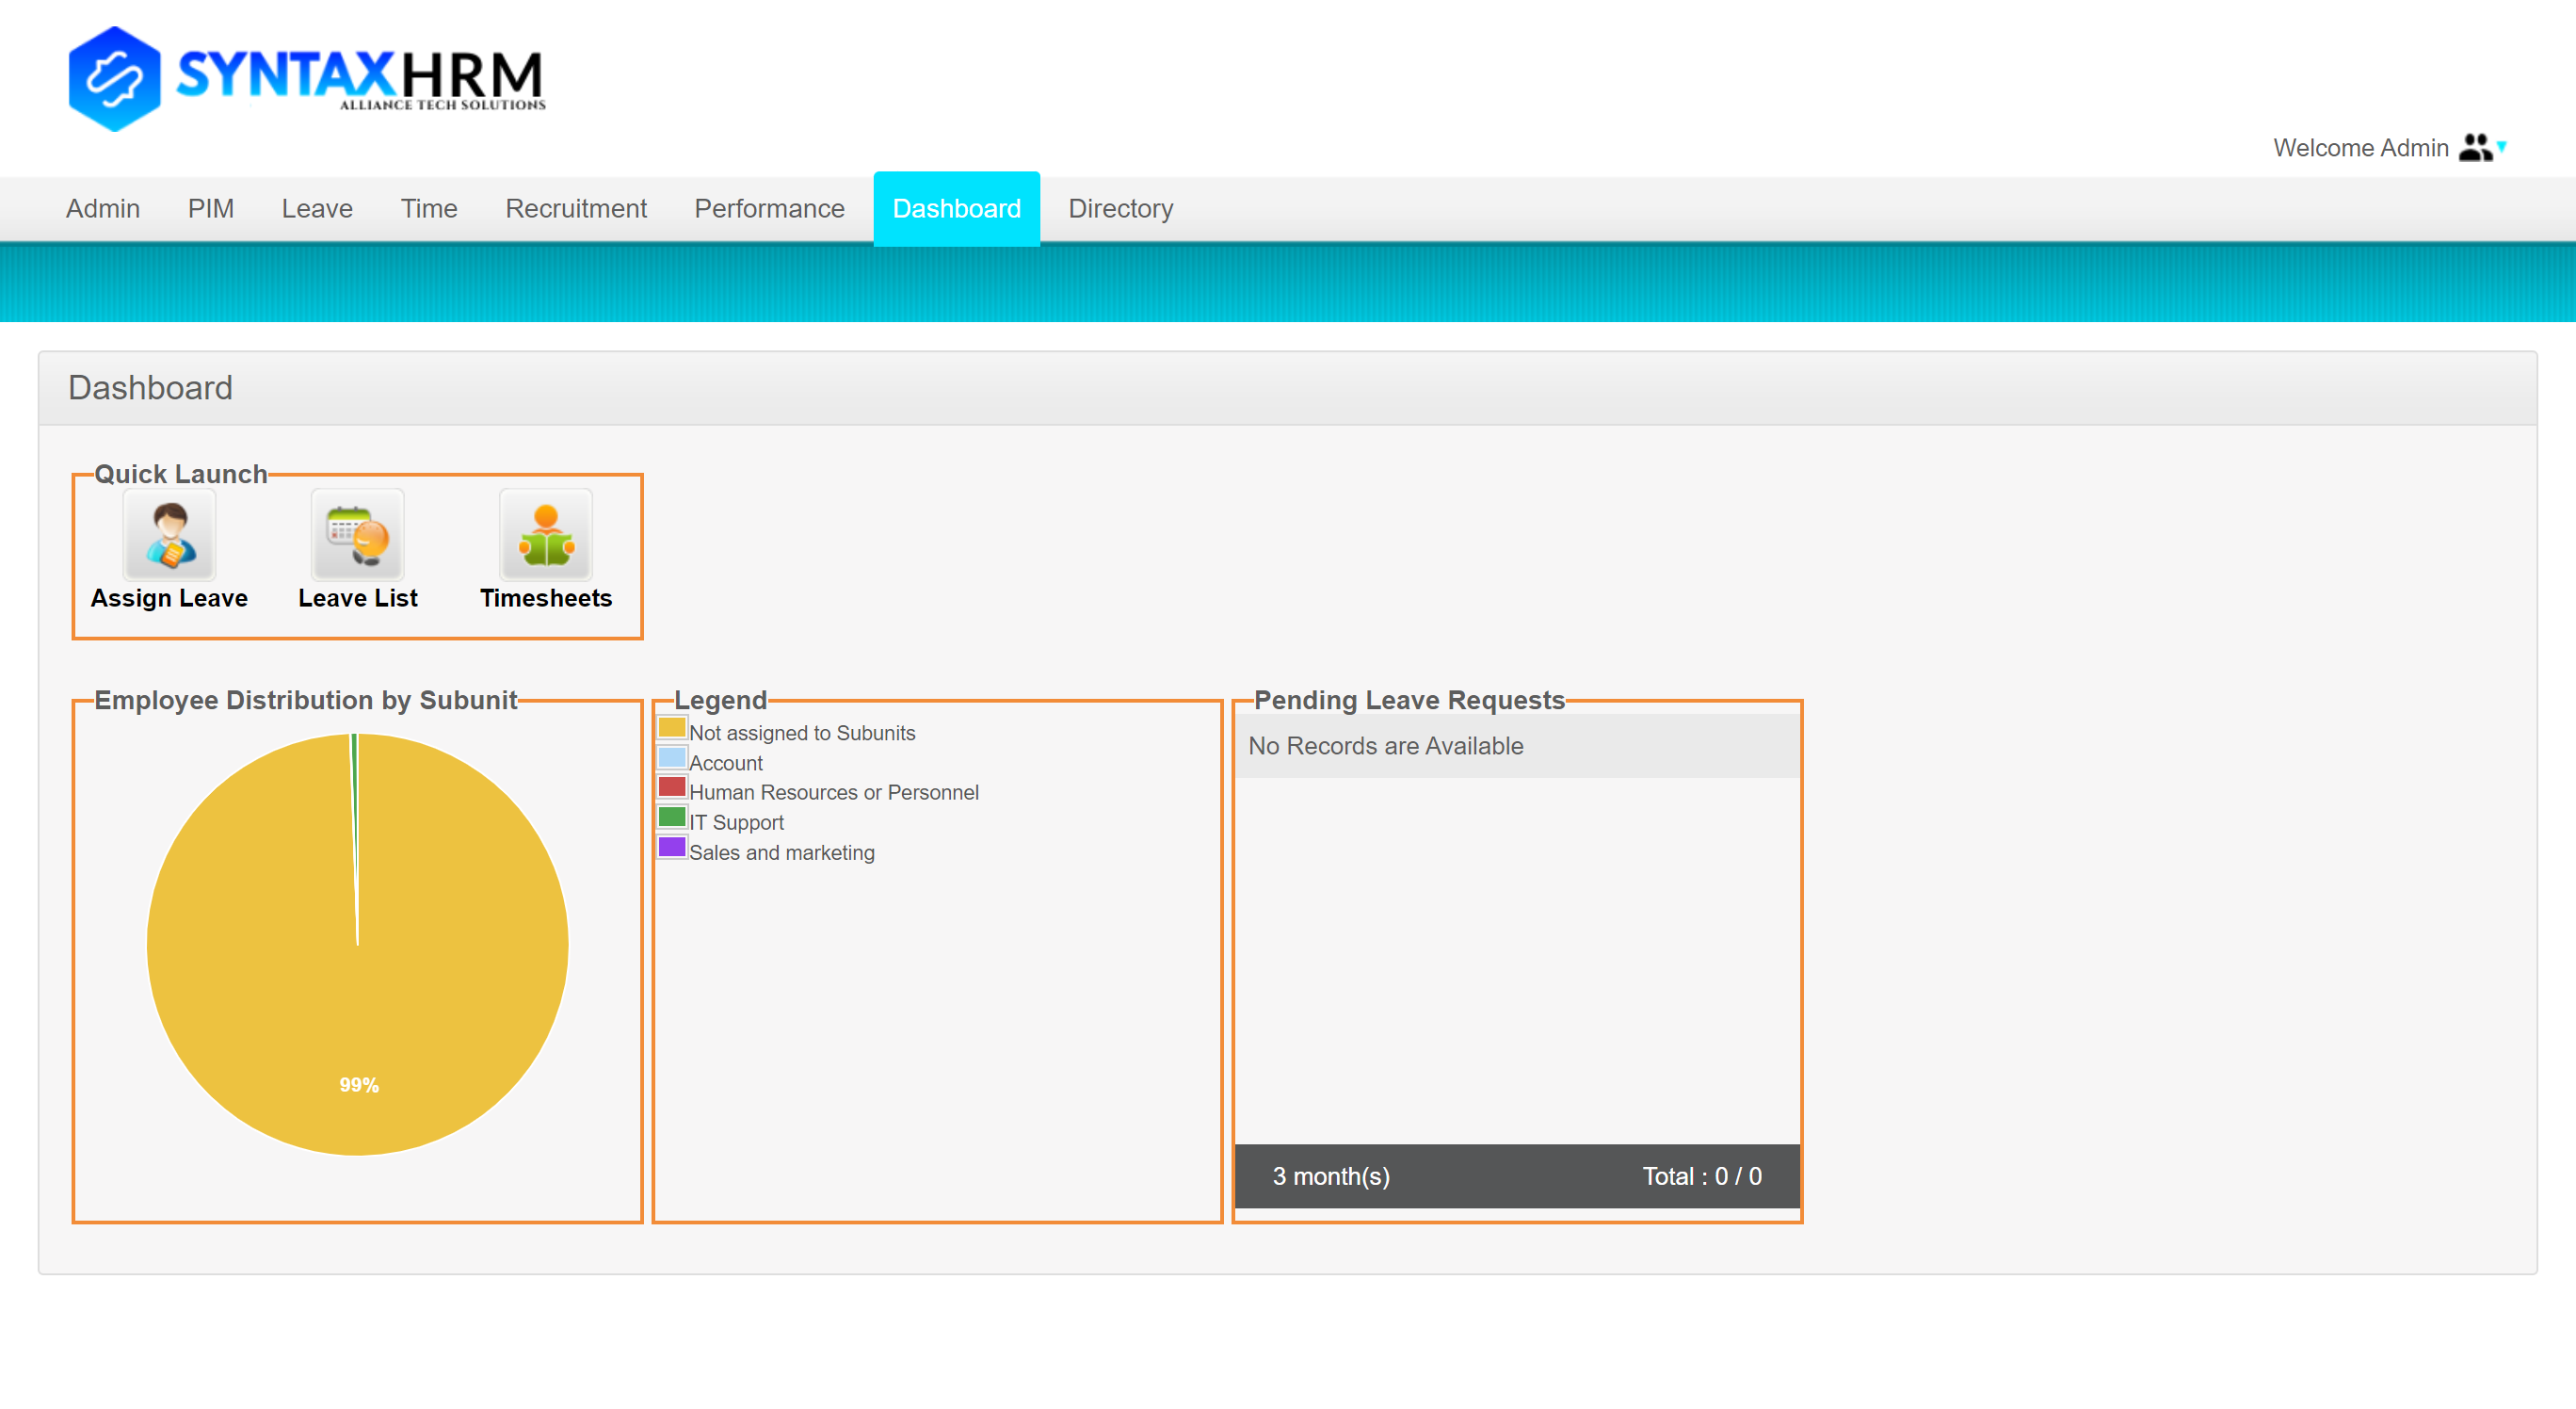 SYNTAXHRM
ALLIANCE TECH SOLUTIONS
Welcome Admin
Admin PIM Leave Time Recruitment Performance Dashboard Directory
Dashboard
Quick Launch
Assign Leave Leave List Timesheets
Employee Distribution by Subunit
99%
Legend
Not assigned to Subunits
Account
Human Resources or Personnel
IT Support
Sales and marketing
Pending Leave Requests
No Records are Available
3 month(s) Total : 0 / 0